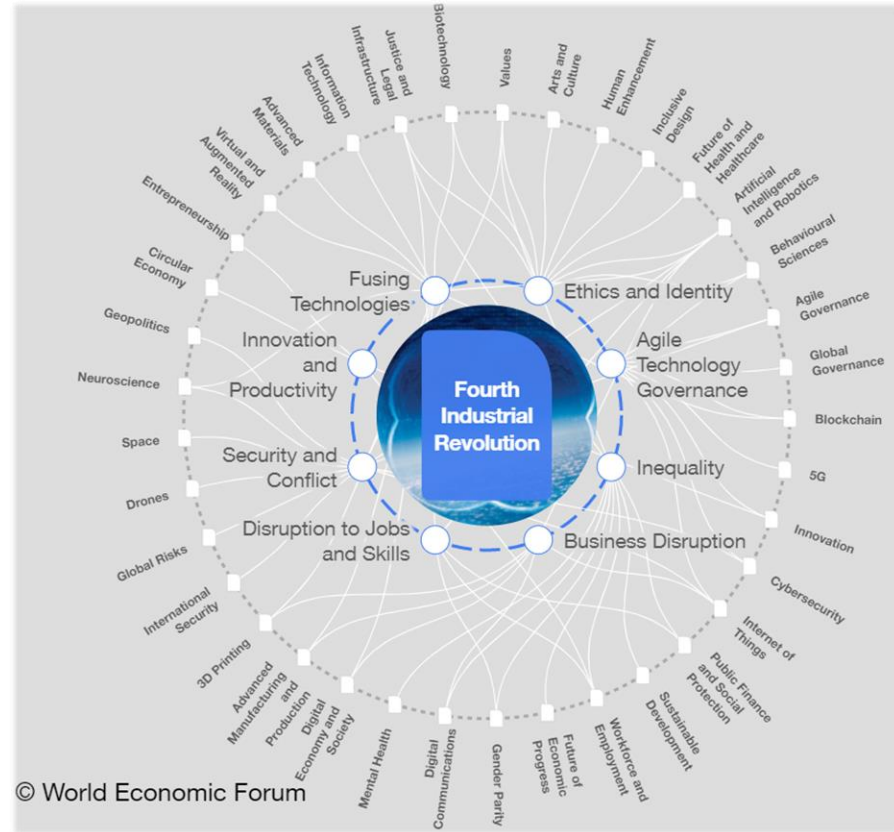 Fourth
Industrial
Revolution
Fusing
Technologies
Innovation
and
Productivity
Security and
Conflict
Disruption to Jobs
and Skills
Ethics and Identity
Agile
Technology
Governance
Inequality
Business Disruption
Values
Arts and
Culture
Human
Enhancement
Inclusive
Design
Future of
Health and
Healthcare
Artificial
Intelligence
and Robotics
Behavioural
Sciences
Agile
Governance
Global
Governance
Blockchain
5G
Innovation
Cybersecurity
Internet of
Things
Public Finance
and Social
Protection
Sustainable
Development
Workforce and
Employment
Future of
Economic
Progress
Gender Parity
Digital
Communications
Mental Health
Digital
Economy and
Society
Advanced
Manufacturing
and
Production
3D Printing
International
Security
Global Risks
Drones
Space
Neuroscience
Geopolitics
Circular
Economy
Entrepreneurship
Virtual and
Augmented
Reality
Advanced
Materials
Information
Technology
Justice and
Legal
Infrastructure
Biotechnology
© World Economic Forum